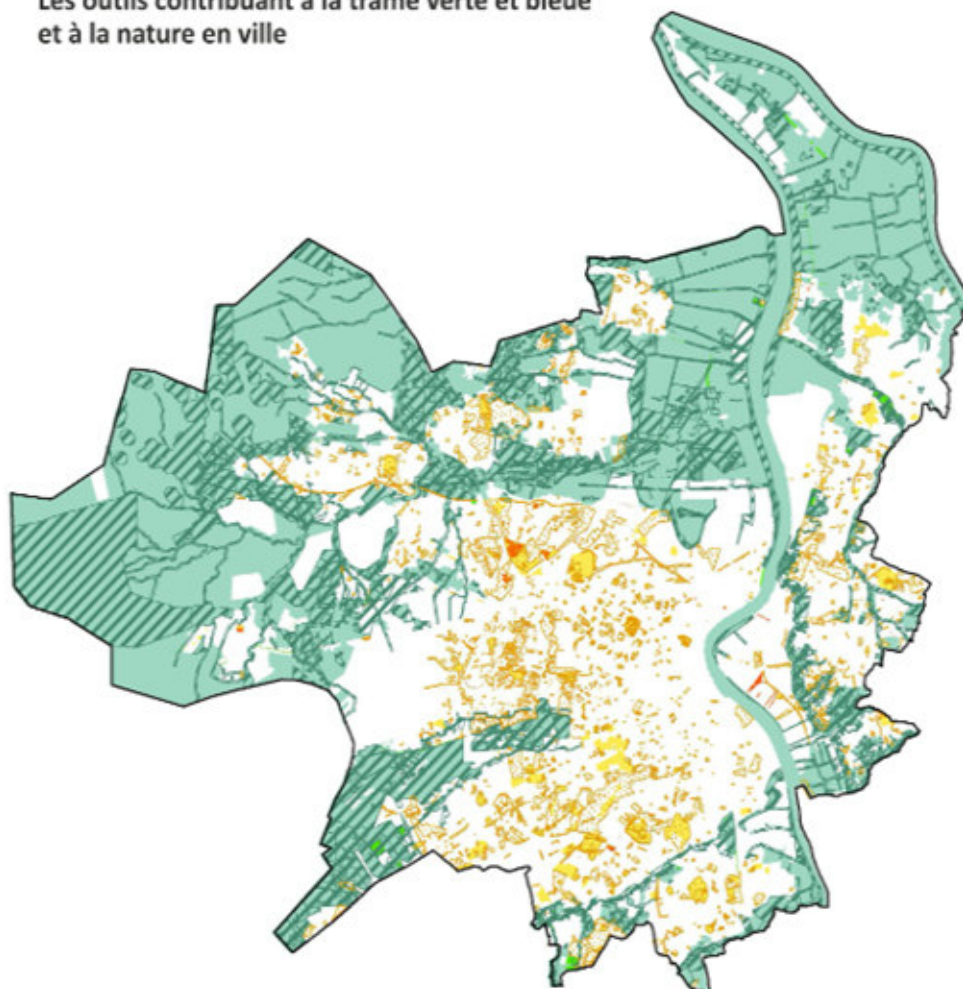 Les outils contribuant à la trame verte et bleue
et à la nature en ville